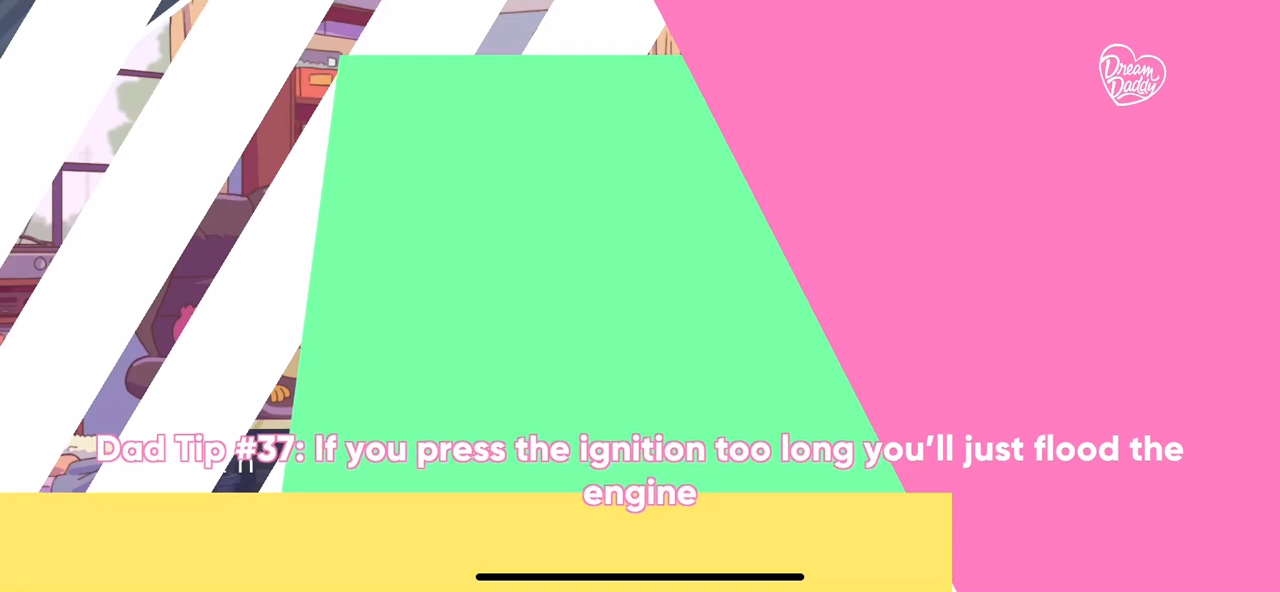 Dream
Daddy
Dad Tip #37: If you press the ignition too long you’ll just flood the
engine